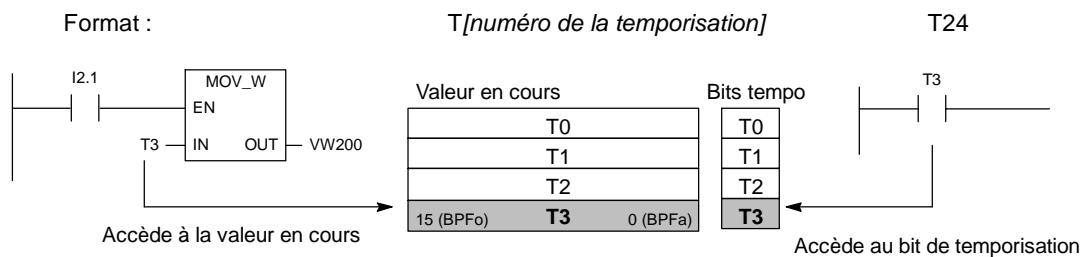 Format : T[numéro de la temporisation] T24
I2.1
MOV_W
EN
T3 IN OUT VW200
Accède à la valeur en cours
Valeur en cours
T0
T1
T2
15 (BPFo) T3 0 (BPFa)
Bits tempo
T0
T1
T2
T3
T3
Accède au bit de temporisation